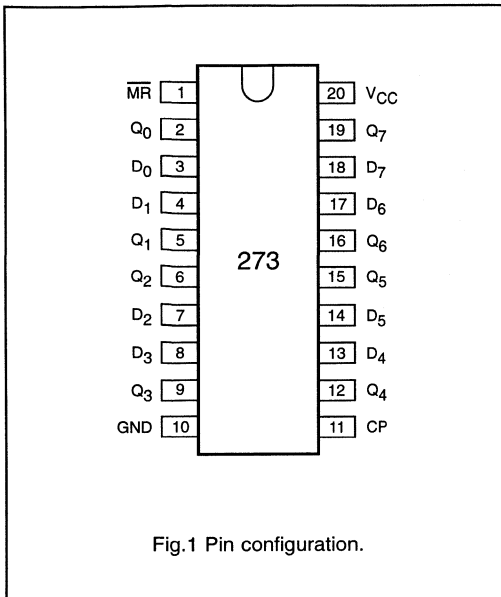 M̅R̅ 1 20 V_CC
Q₀ 2 19 Q₇
D₀ 3 18 D₇
D₁ 4 17 D₆
Q₁ 5 16 Q₆
273
Q₂ 6 15 Q₅
D₂ 7 14 D₅
D₃ 8 13 D₄
Q₃ 9 12 Q₄
GND 10 11 CP
Fig.1 Pin configuration.